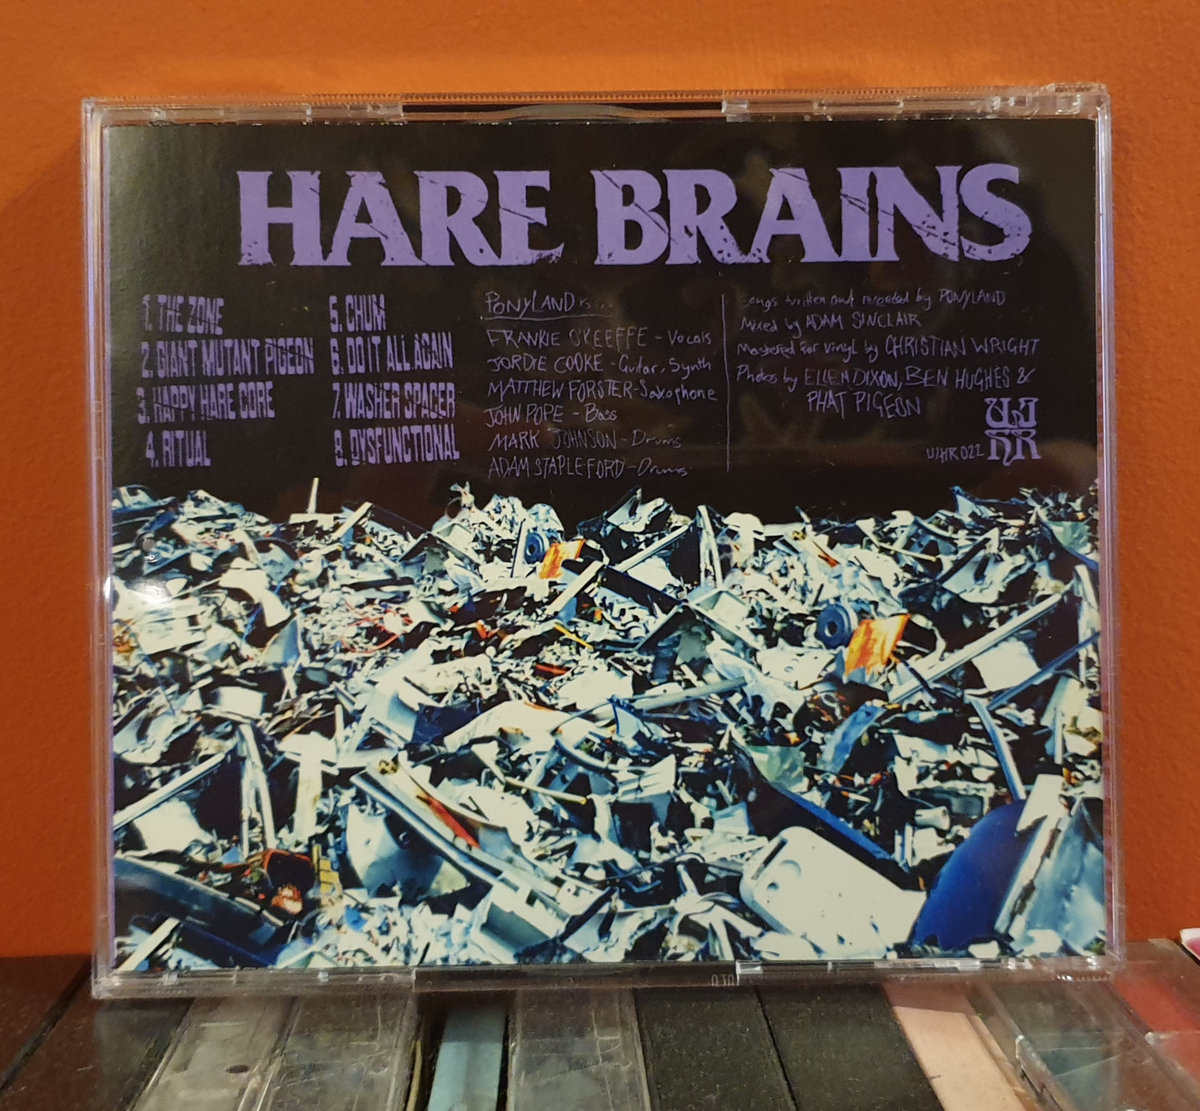 HARE BRAINS
1. THE ZONE
2. GIANT MUTANT PIGEON
3. HAPPY HARE CORE
4. RITUAL
5. CHUM
6. DO IT ALL AGAIN
7. WASHER SPACER
8. DYSFUNCTIONAL
PONYLAND is...
FRANKIE O'KEEFFE - Vocals
JORDIE COOKE - Guitar, Synth
MATTHEW FORSTER - Saxophone
JOHN POPE - Bass
MARK JOHNSON - Drums
ADAM STAPLEFORD - Drums
Songs written and recorded by PONYLAND
Mixed by ADAM SINCLAIR
Mastered for vinyl by CHRISTIAN WRIGHT
Photos by ELLEN DIXON, BEN HUGHES &
PHAT PIGEON